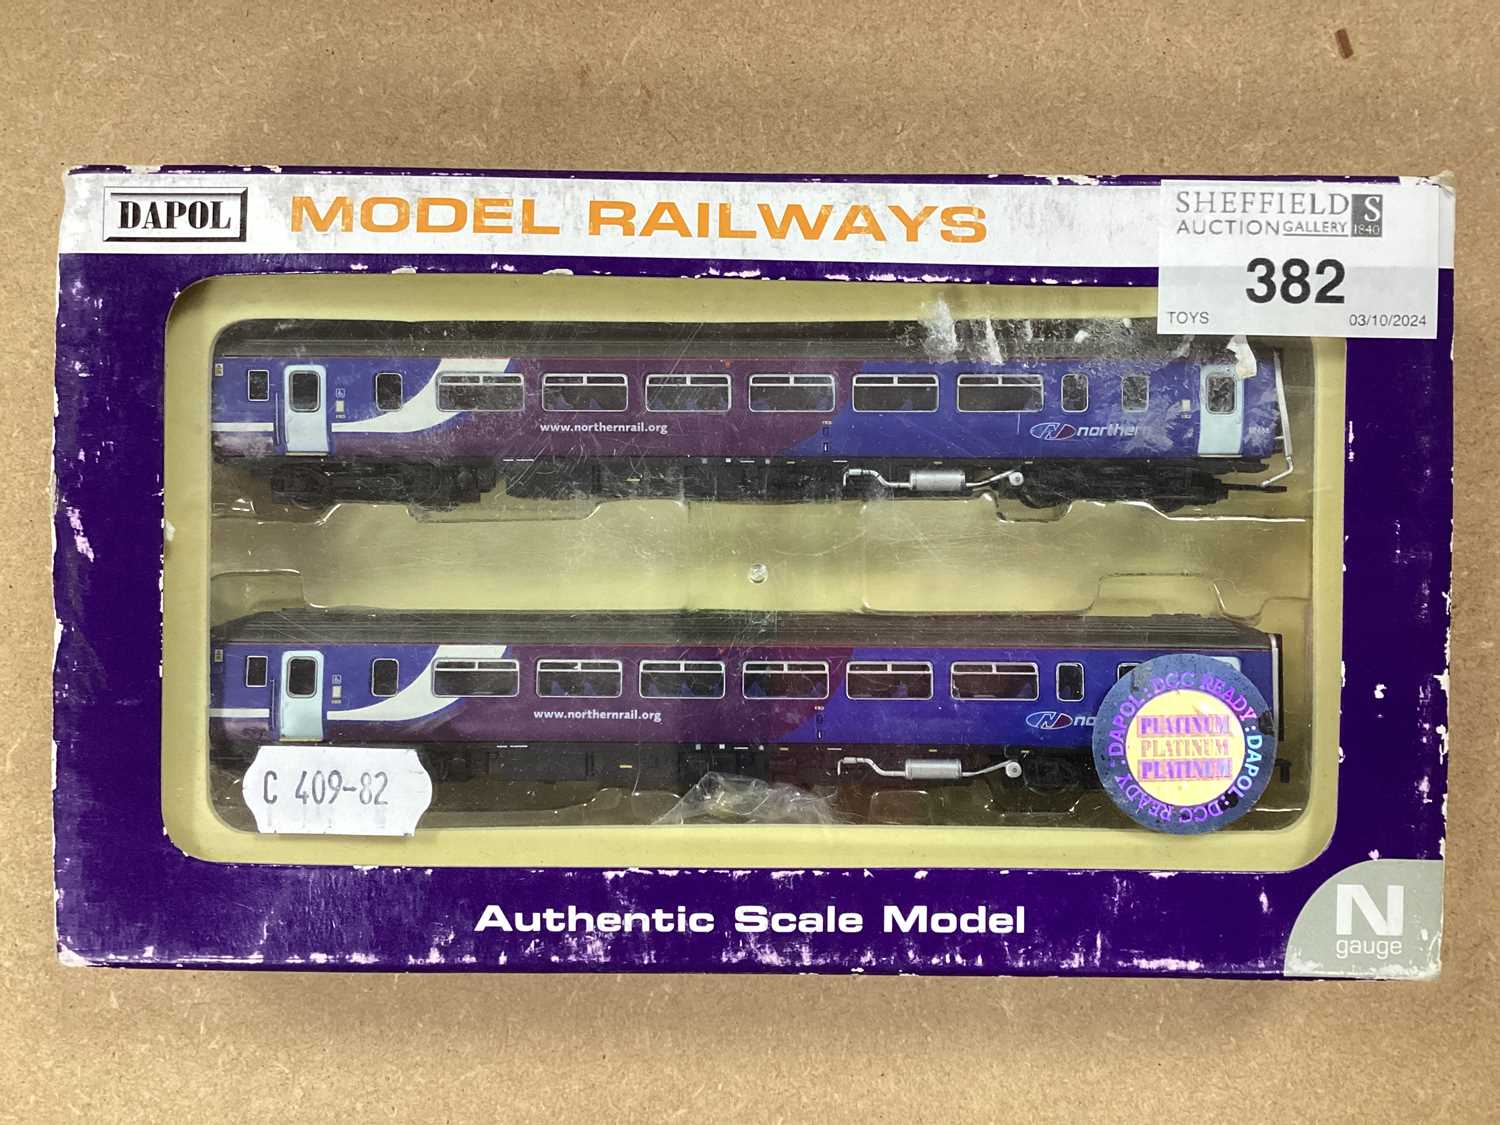 DAPOL
MODEL RAILWAYS
SHEFFIELD S
AUCTION GALLERY 1840
382
TOYS 03/10/2024
www.northernrail.org
northern
www.northernrail.org
C 409-82
DAPOL : DCC READY : DAPOL : DCC READY :
PLATINUM
PLATINUM
PLATINUM
Authentic Scale Model
N
gauge